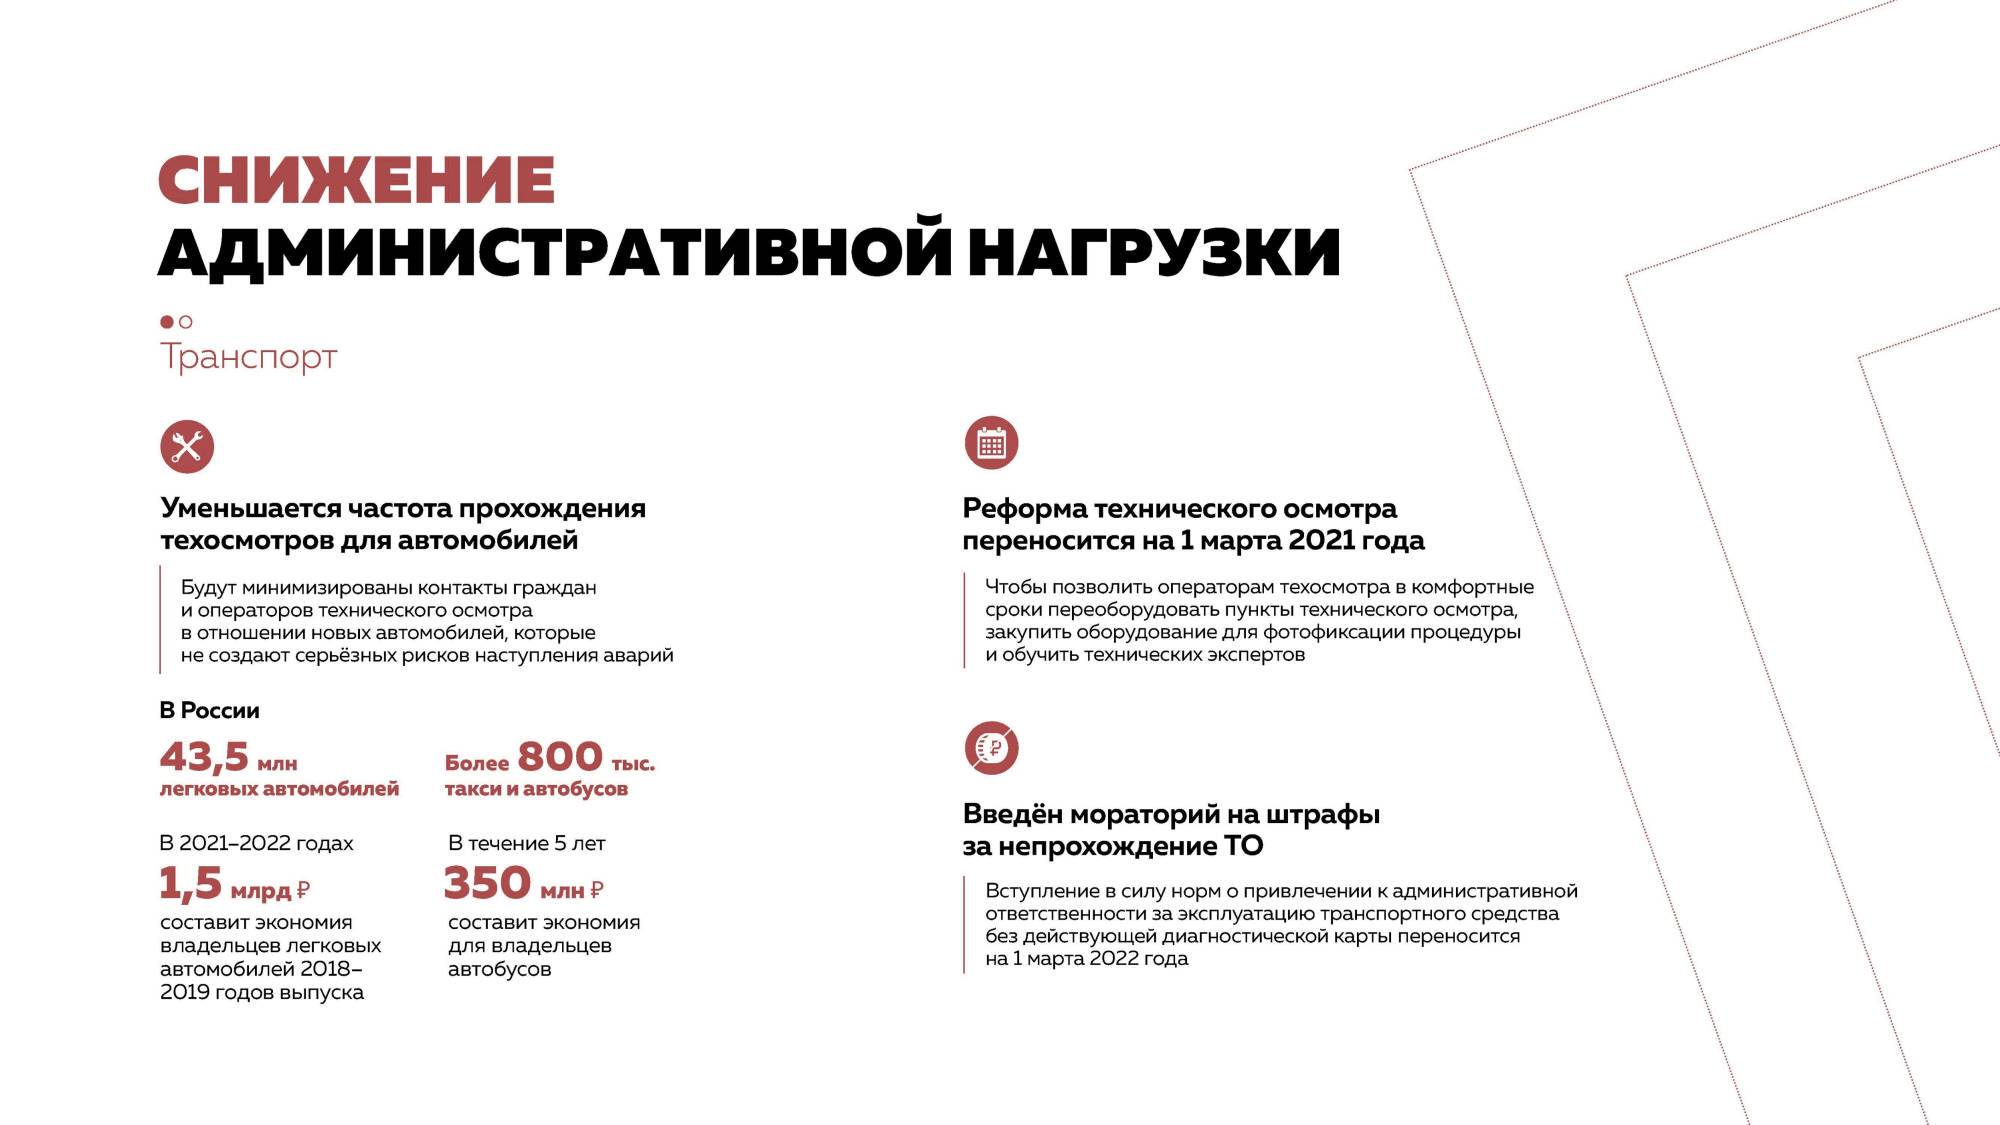 СНИЖЕНИЕ
АДМИНИСТРАТИВНОЙ НАГРУЗКИ
Транспорт
Уменьшается частота прохождения
техосмотров для автомобилей
Будут минимизированы контакты граждан
и операторов технического осмотра
в отношении новых автомобилей, которые
не создают серьёзных рисков наступления аварий
В России
43,5 млн
легковых автомобилей
Более 800 тыс.
такси и автобусов
В 2021–2022 годах
1,5 млрд ₽
составит экономия
владельцев легковых
автомобилей 2018–
2019 годов выпуска
В течение 5 лет
350 млн ₽
составит экономия
для владельцев
автобусов
Реформа технического осмотра
переносится на 1 марта 2021 года
Чтобы позволить операторам техосмотра в комфортные
сроки переоборудовать пункты технического осмотра,
закупить оборудование для фотофиксации процедуры
и обучить технических экспертов
₽
Введён мораторий на штрафы
за непрохождение ТО
Вступление в силу норм о привлечении к административной
ответственности за эксплуатацию транспортного средства
без действующей диагностической карты переносится
на 1 марта 2022 года